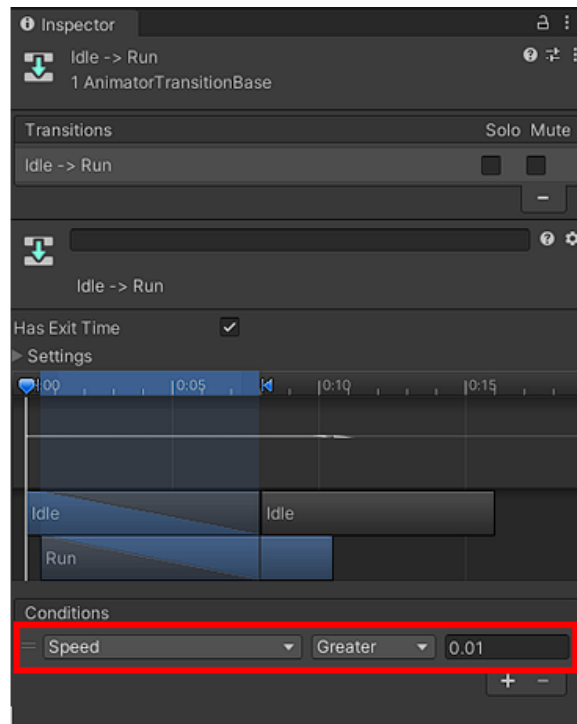 Inspector
Idle -> Run
1 AnimatorTransitionBase
Transitions Solo Mute
Idle -> Run
Idle -> Run
Has Exit Time
Settings
0:00 0:05 0:10 0:15
Idle Idle
Run
Conditions
Speed Greater 0.01